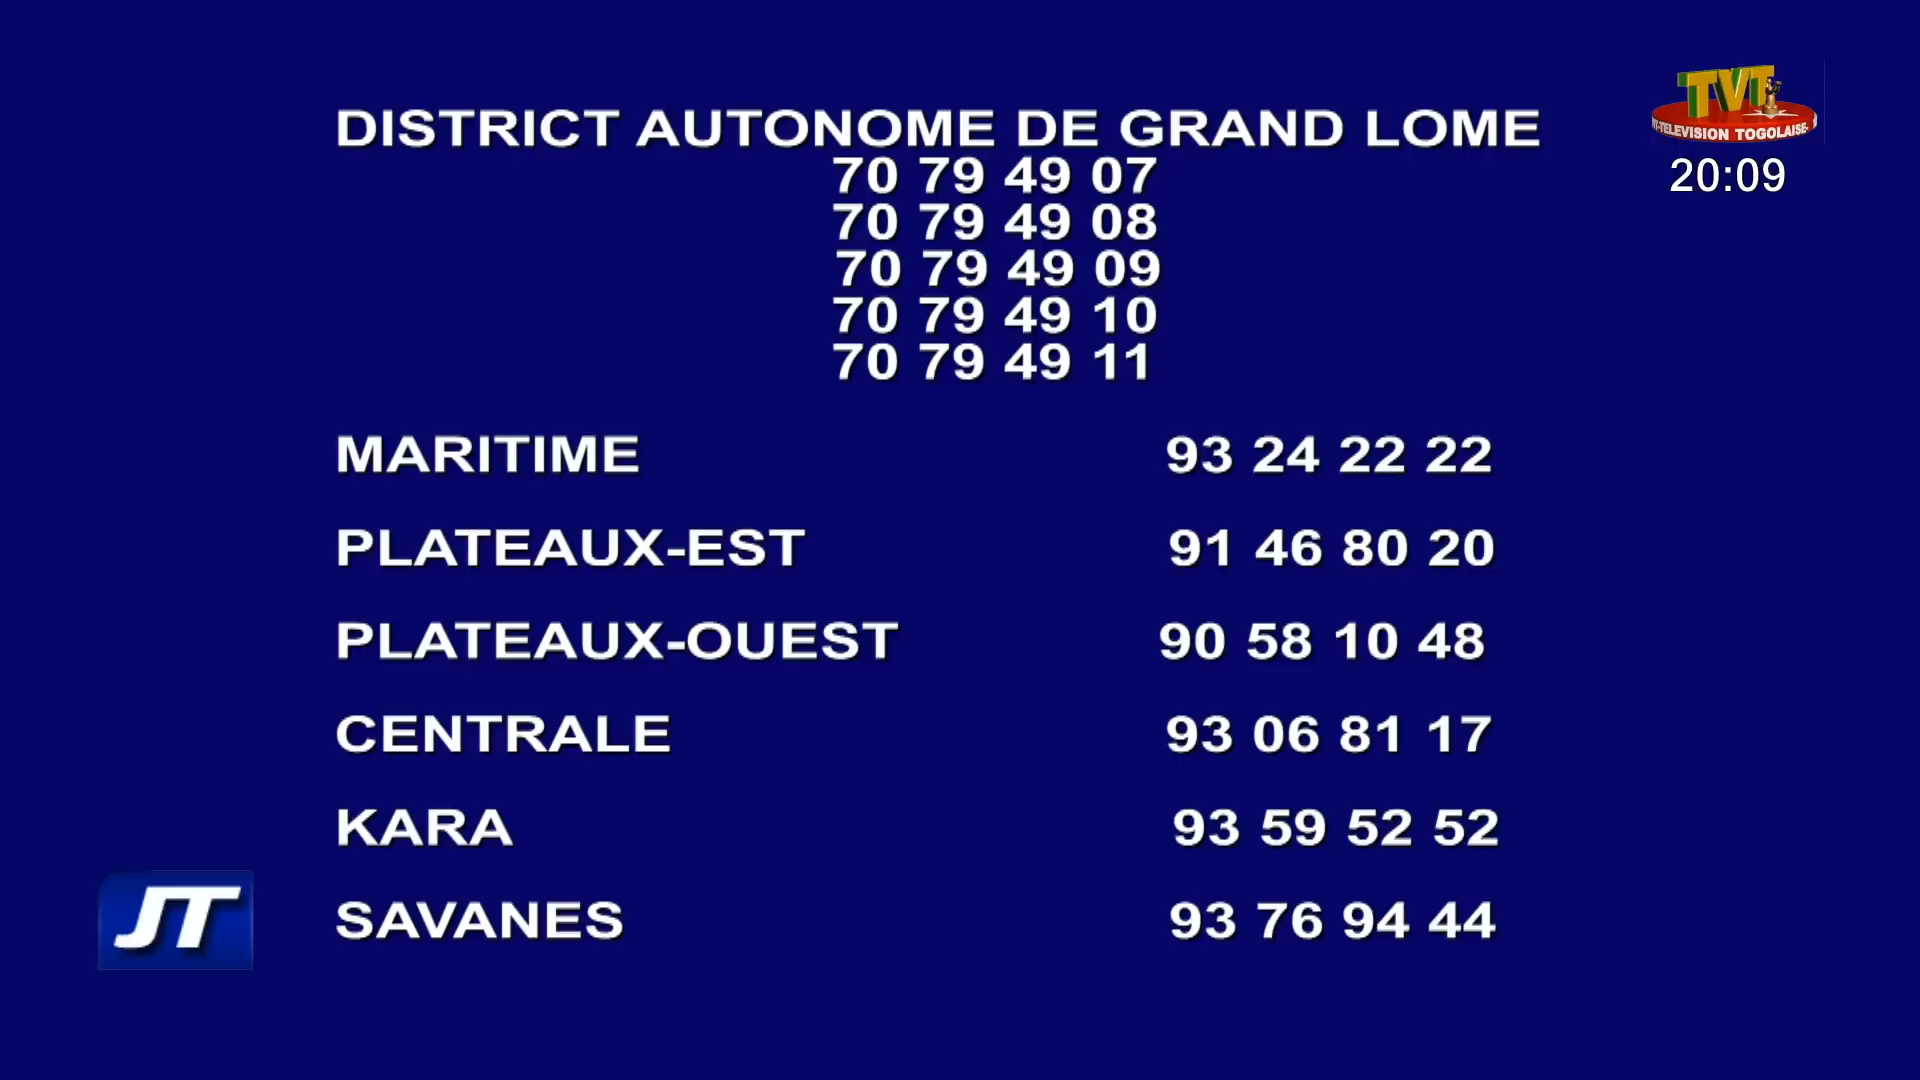 DISTRICT AUTONOME DE GRAND LOME
70 79 49 07
70 79 49 08
70 79 49 09
70 79 49 10
70 79 49 11
MARITIME 93 24 22 22
PLATEAUX-EST 91 46 80 20
PLATEAUX-OUEST 90 58 10 48
CENTRALE 93 06 81 17
KARA 93 59 52 52
SAVANES 93 76 94 44
TVT
TELEVISION TOGOLAISE
20:09
JT